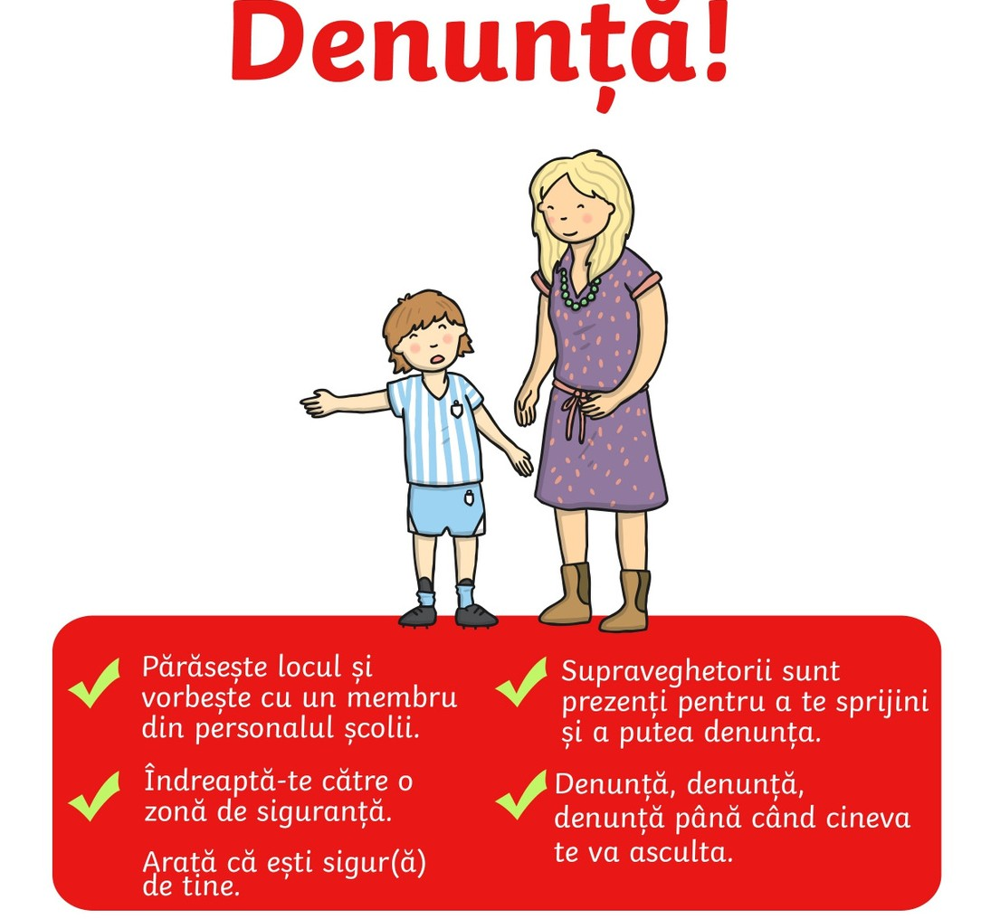 Denunță!
Părăsește locul și
vorbește cu un membru
din personalul școlii.
Îndreaptă-te către o
zonă de siguranță.
Arată că ești sigur(ă)
de tine.
Supraveghetorii sunt
prezenți pentru a te sprijini
și a putea denunța.
Denunță, denunță,
denunță până când cineva
te va asculta.